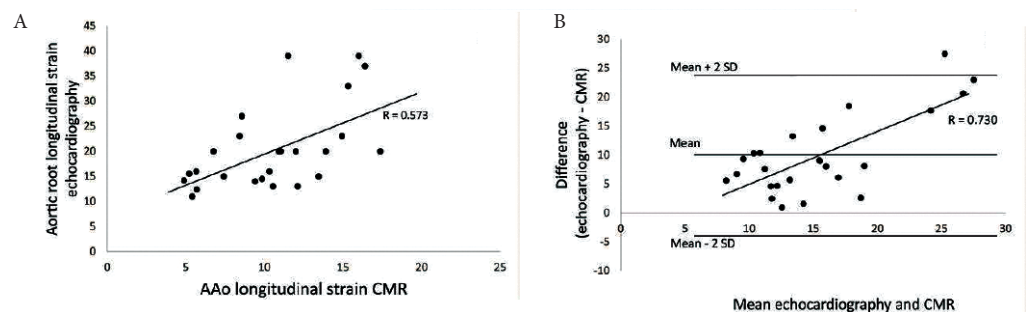 A
Aortic root longitudinal strain
echocardiography
45
40
35
30
25
20
15
10
5
0
R = 0.573
0
5
10
15
20
25
AAo longitudinal strain CMR
B
Difference
(echocardiography - CMR)
30
25
20
15
10
5
0
-5
-10
Mean + 2 SD
R = 0.730
Mean
Mean - 2 SD
0
5
10
15
20
25
30
Mean echocardiography and CMR